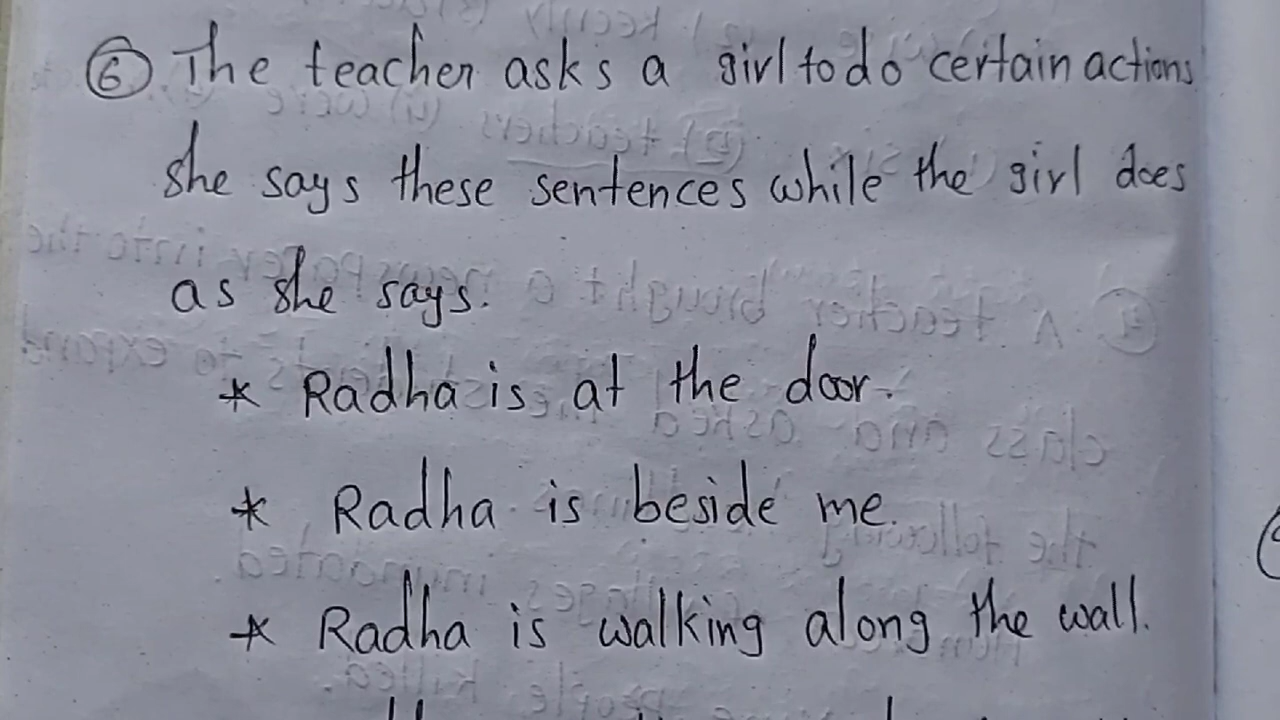 6 The teacher asks a girl to do certain actions
she says these sentences while the girl does
as she says.
* Radha is at the door.
* Radha is beside me.
* Radha is walking along the wall.